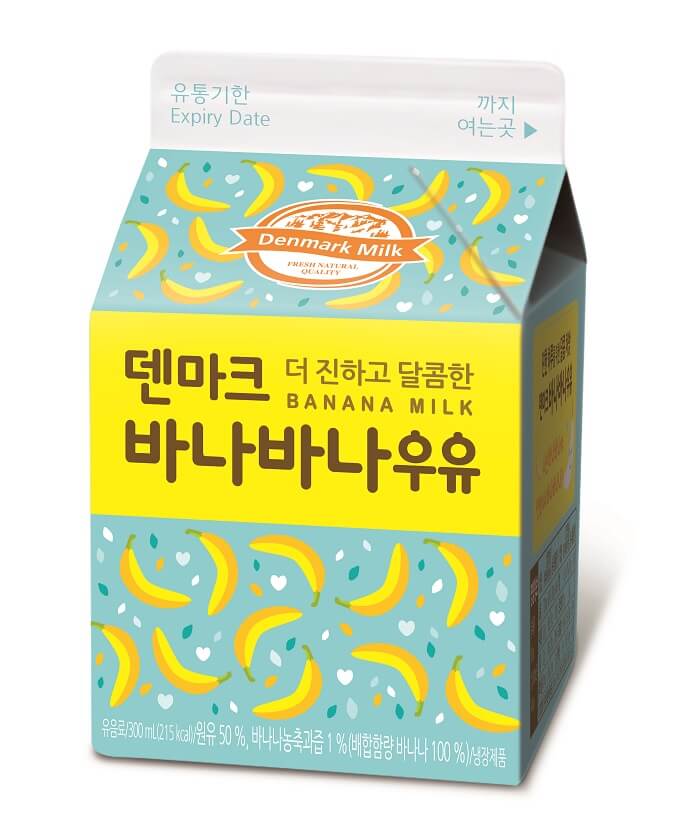 유통기한
Expiry Date
까지
여는곳 ▶
Denmark Milk
FRESH NATURAL
QUALITY
덴마크 더 진하고 달콤한
BANANA MILK
바나바나우유
유음료/300 mL(215 kcal)/원유 50 %, 바나나농축과즙 1 %(배합함량 바나나 100 %)/냉장제품